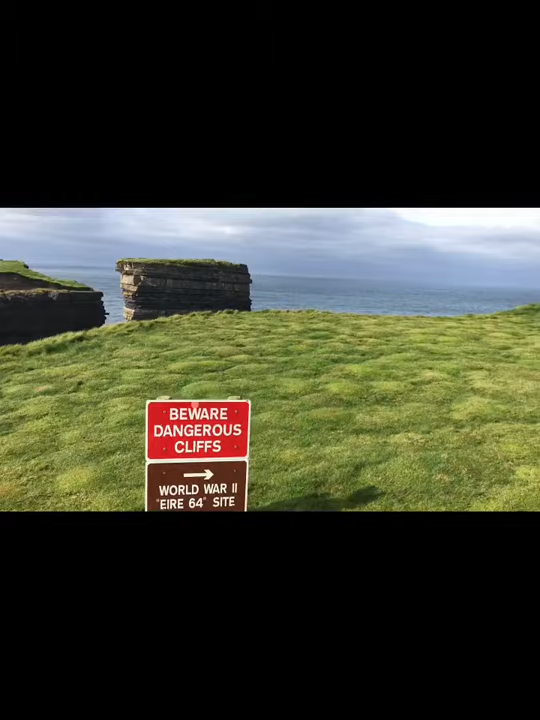 BEWARE
DANGEROUS
CLIFFS
WORLD WAR II
"EIRE 64" SITE